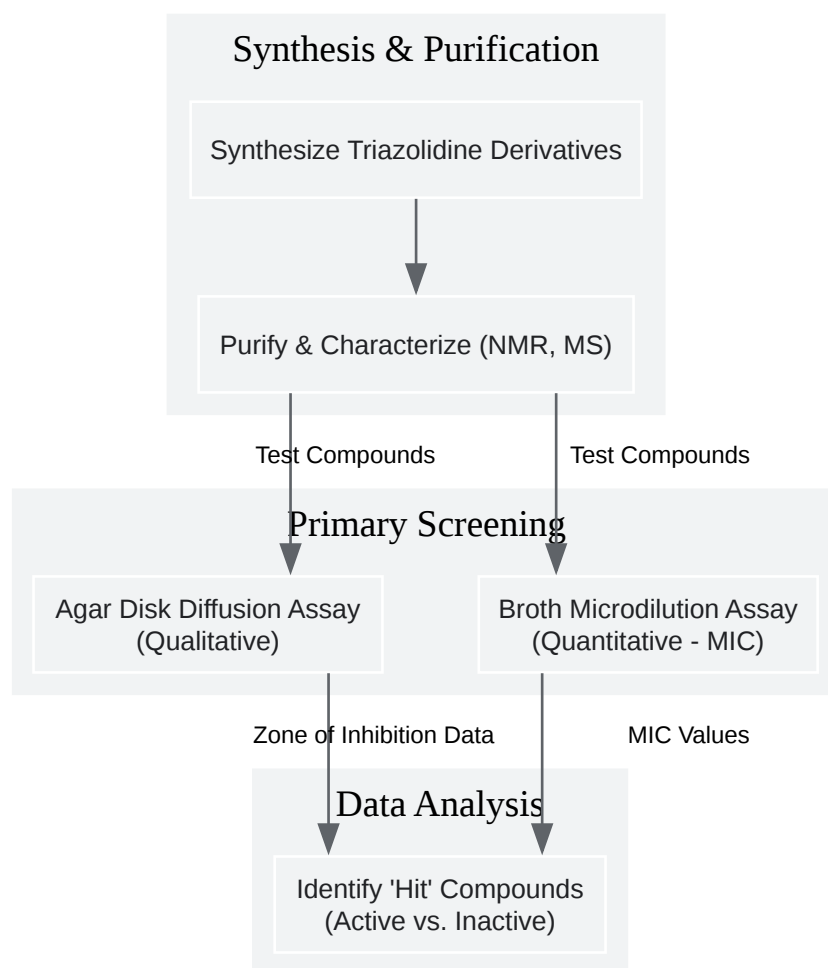 Synthesis & Purification
Synthesize Triazolidine Derivatives
Purify & Characterize (NMR, MS)
Test Compounds
Test Compounds
Primary Screening
Agar Disk Diffusion Assay
(Qualitative)
Broth Microdilution Assay
(Quantitative - MIC)
Zone of Inhibition Data
MIC Values
Data Analysis
Identify 'Hit' Compounds
(Active vs. Inactive)